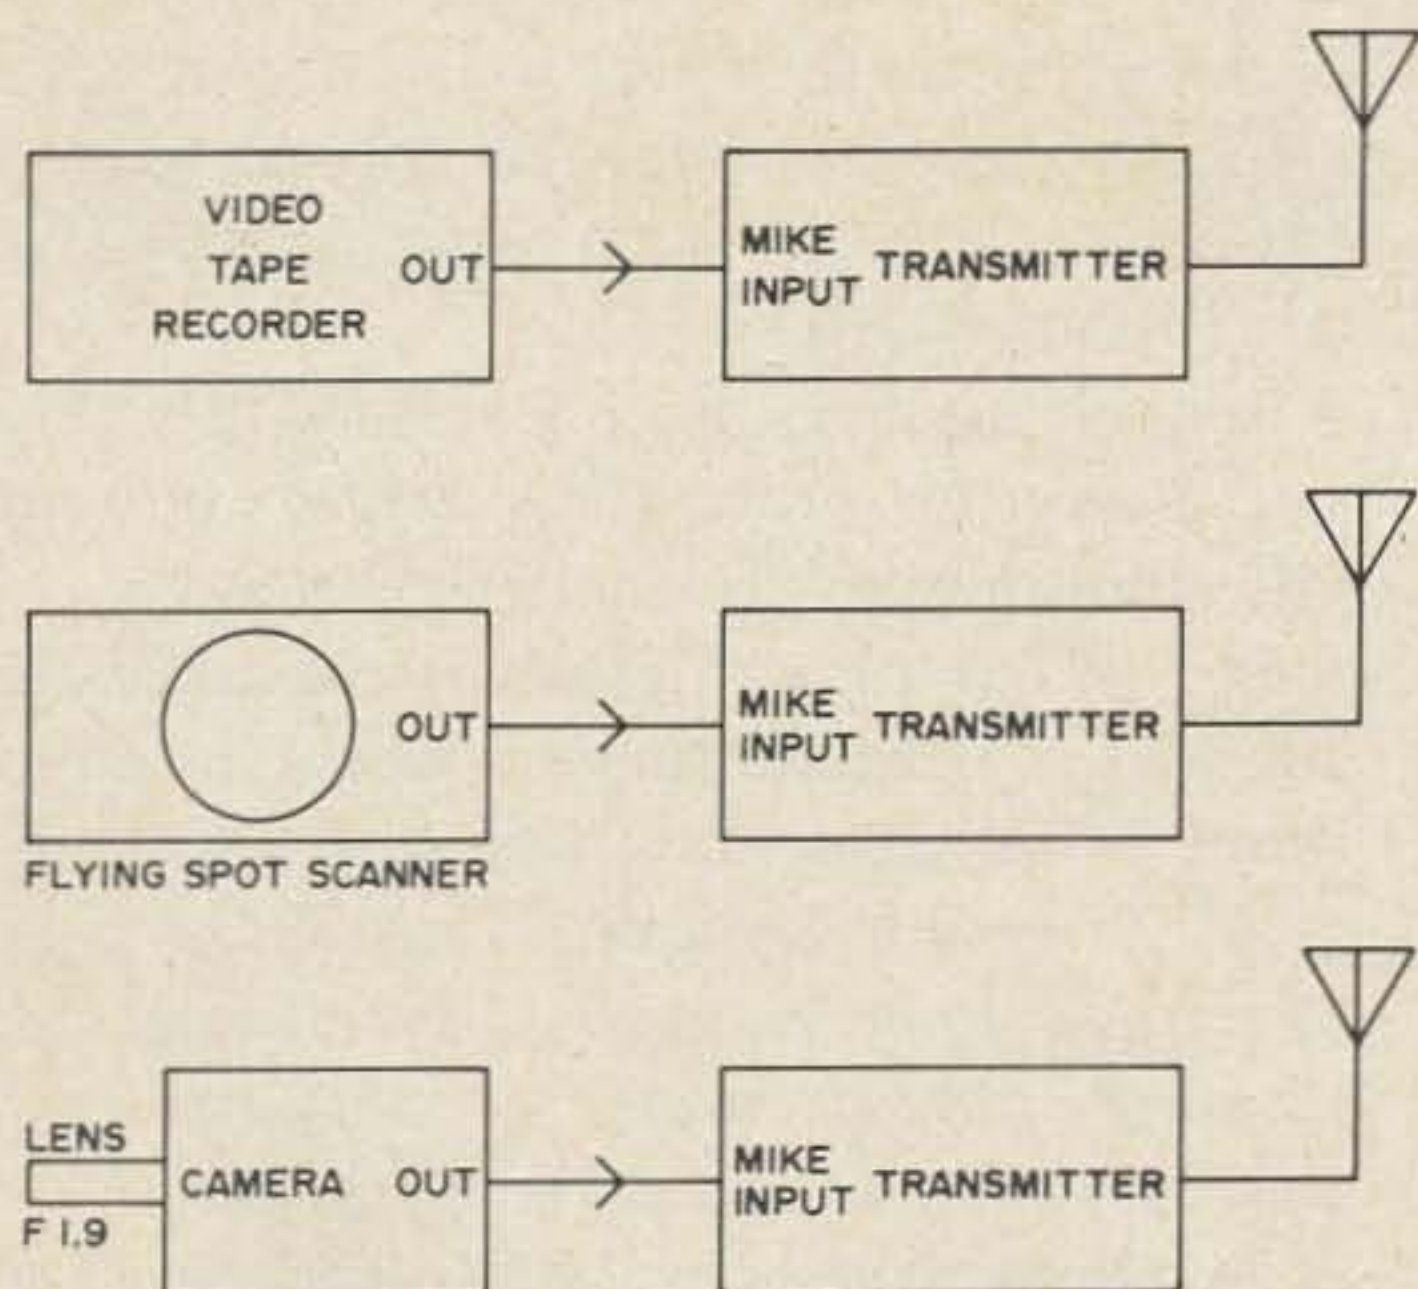 VIDEO
TAPE
RECORDER
OUT
MIKE
INPUT
TRANSMITTER
OUT
FLYING SPOT SCANNER
MIKE
INPUT
TRANSMITTER
LENS
F 1.9
CAMERA
OUT
MIKE
INPUT
TRANSMITTER